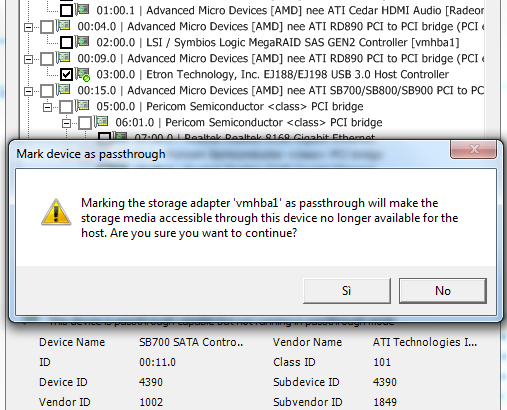 01:00.1 | Advanced Micro Devices [AMD] nee ATI Cedar HDMI Audio [Radeor
00:04.0 | Advanced Micro Devices [AMD] nee ATI RD890 PCI to PCI bridge (PCI
02:00.0 | LSI / Symbios Logic MegaRAID SAS GEN2 Controller [vmhba1]
00:09.0 | Advanced Micro Devices [AMD] nee ATI RD890 PCI to PCI bridge (PCI
03:00.0 | Etron Technology, Inc. EJ188/EJ198 USB 3.0 Host Controller
00:15.0 | Advanced Micro Devices [AMD] nee ATI SB700/SB800/SB900 PCI to PC
05:00.0 | Pericom Semiconductor <class> PCI bridge
06:01.0 | Pericom Semiconductor <class> PCI bridge
07:00.0 | Realtek Realtek 8168 Gigabit Ethernet
Mark device as passthrough
Marking the storage adapter 'vmhba1' as passthrough will make the
storage media accessible through this device no longer available for the
host. Are you sure you want to continue?
Sì No
This device is passthrough capable but not running in passthrough mode
Device Name SB700 SATA Contro.. Vendor Name ATI Technologies I...
ID 00:11.0 Class ID 101
Device ID 4390 Subdevice ID 4390
Vendor ID 1002 Subvendor ID 1849